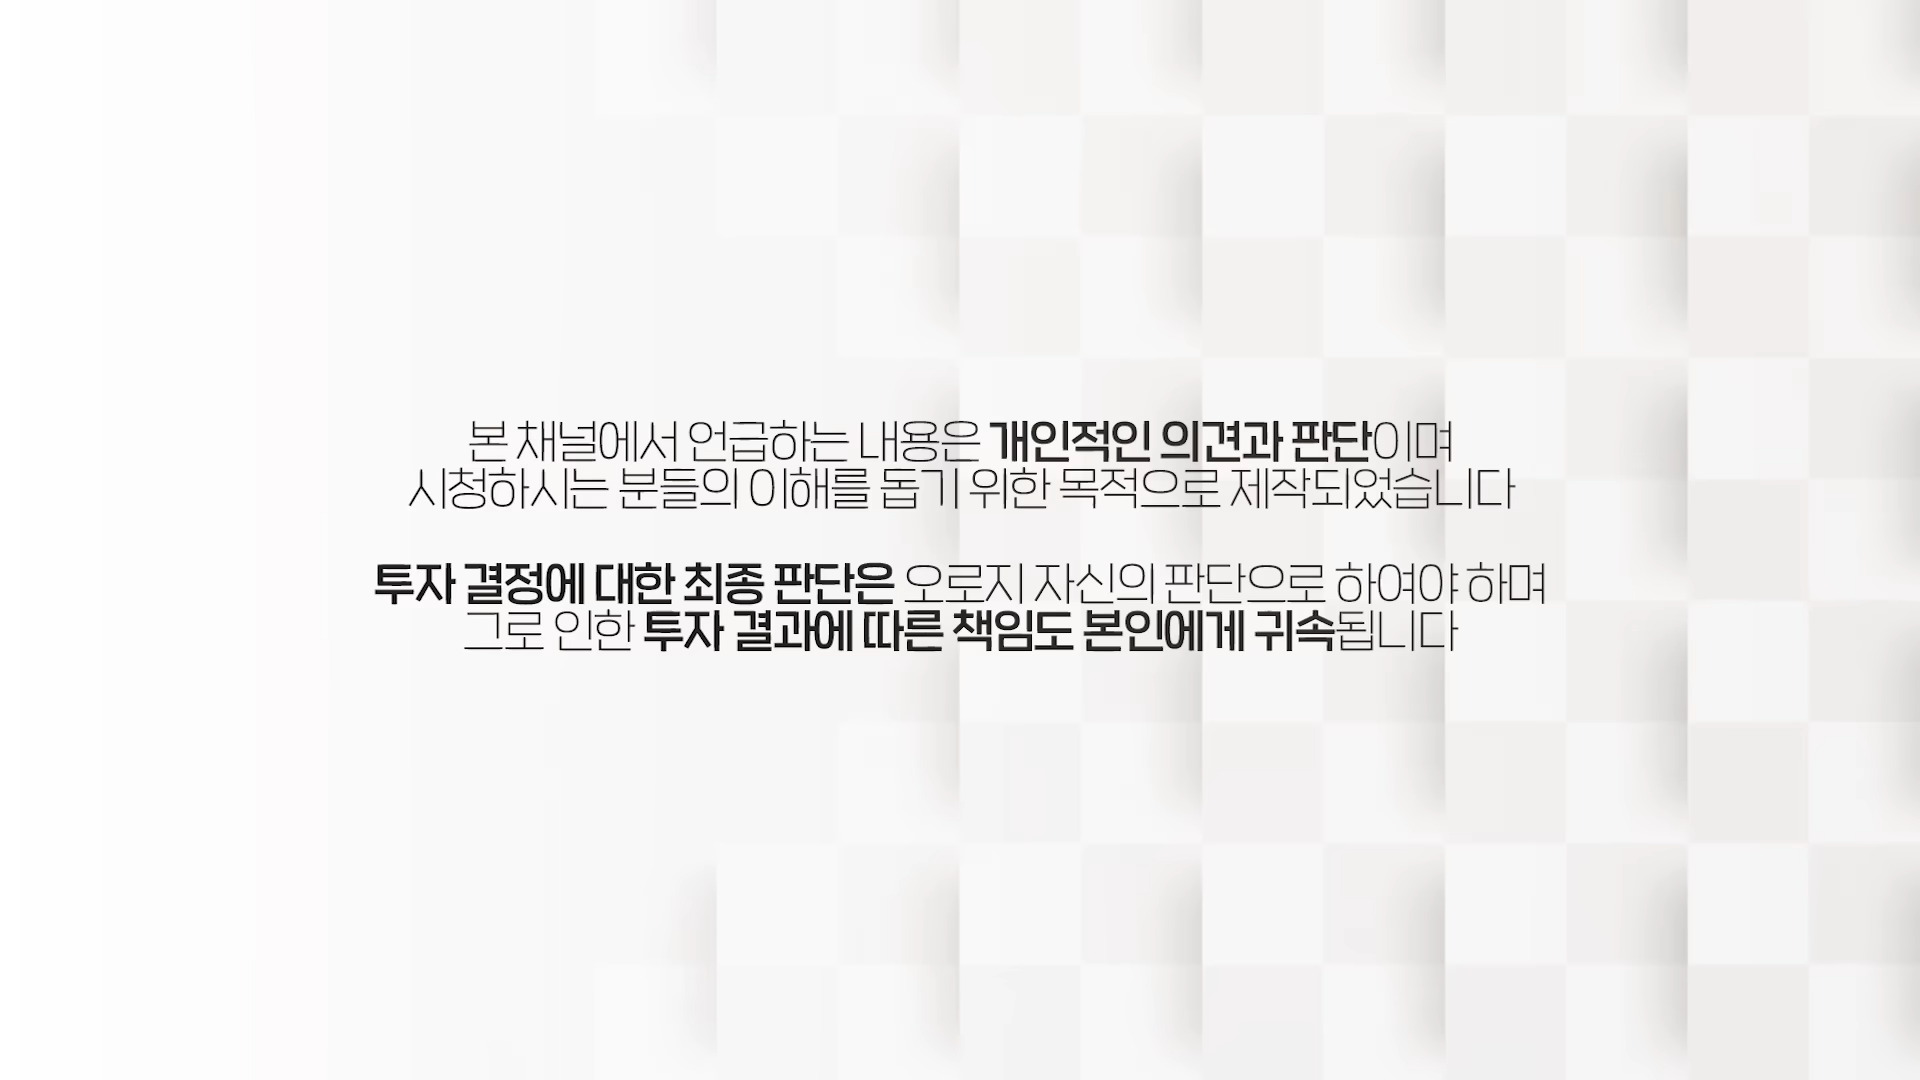 본 채널에서 언급하는 내용은 개인적인 의견과 판단이며
시청하시는 분들의 이해를 돕기 위한 목적으로 제작되었습니다
투자 결정에 대한 최종 판단은 오로지 자신의 판단으로 하여야 하며
그로 인한 투자 결과에 따른 책임도 본인에게 귀속됩니다